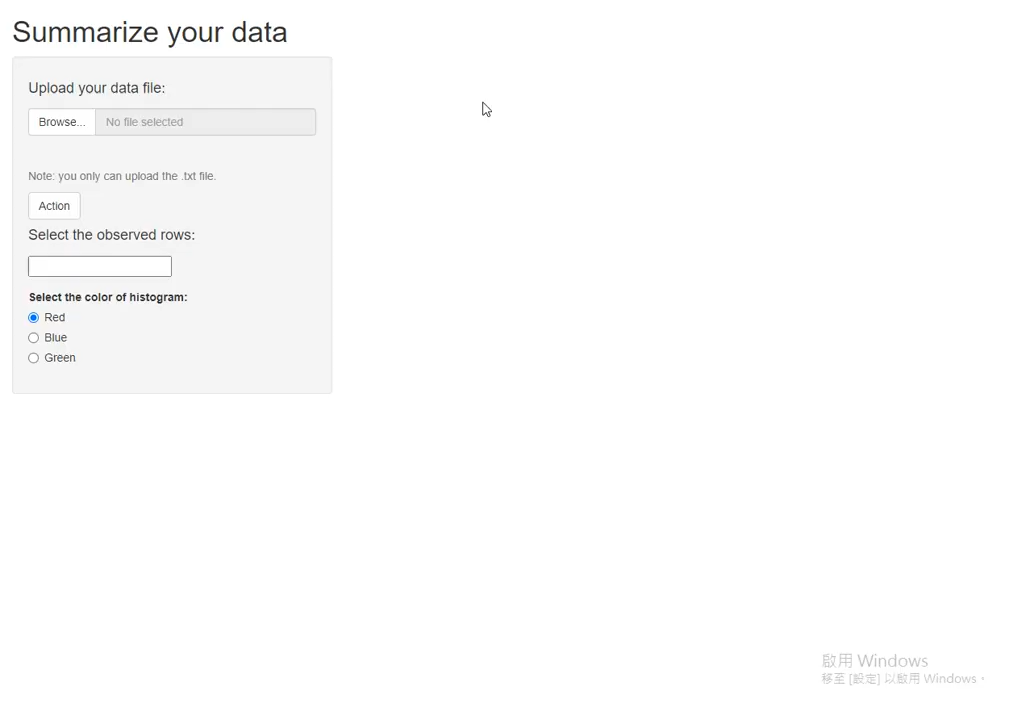 Summarize your data
Upload your data file:
Browse... No file selected
Note: you only can upload the .txt file.
Action
Select the observed rows:
Select the color of histogram:
Red
Blue
Green
啟用 Windows
移至 [設定] 以啟用 Windows。